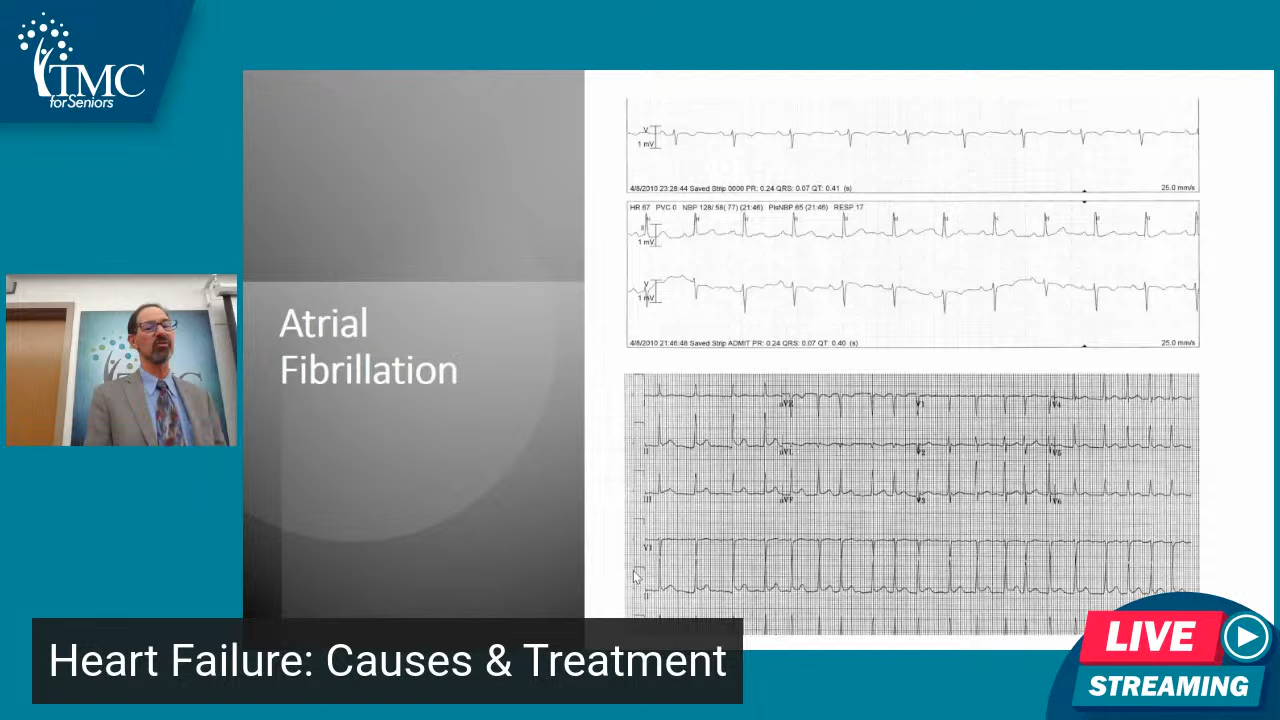 TMC
for Seniors
Atrial
Fibrillation
V
1 mV
4/8/2010 23:28:44 Saved Strip 0000 PR: 0.24 QRS: 0.07 QT: 0.41 (s)
25.0 mm/s
HR 67 PVC 0 NBP 128/ 58( 77) (21:46) PlsNBP 65 (21:46) RESP 17
II
1 mV
V
1 mV
4/8/2010 21:46:48 Saved Strip ADMIT PR: 0.24 QRS: 0.07 QT: 0.40 (s)
25.0 mm/s
I
aVR
V1
V4
II
aVL
V2
V5
III
aVF
V3
V6
V1
II
Heart Failure: Causes & Treatment
LIVE
STREAMING